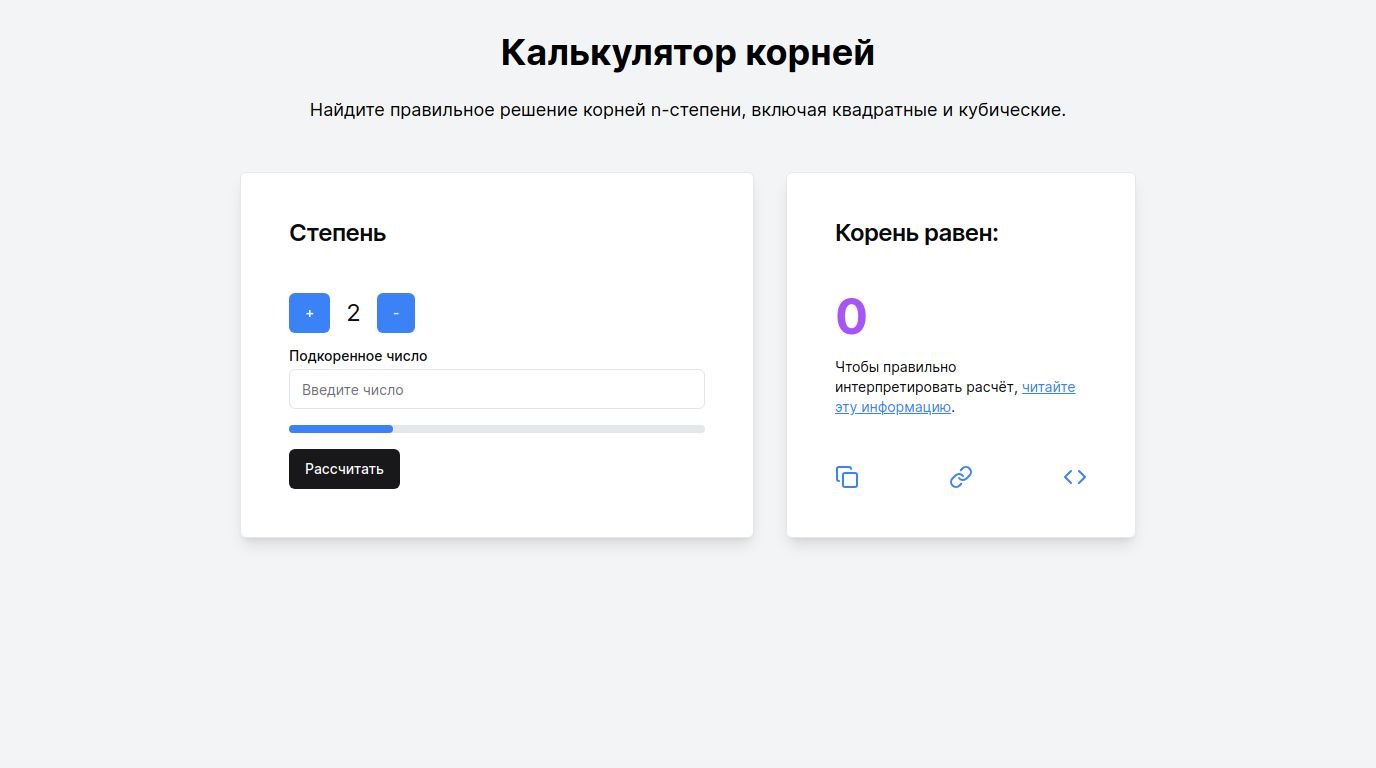 Калькулятор корней
Найдите правильное решение корней n-степени, включая квадратные и кубические.
Степень
+ 2 -
Подкоренное число
Введите число
Рассчитать
Корень равен:
0
Чтобы правильно
интерпретировать расчёт, читайте
эту информацию.